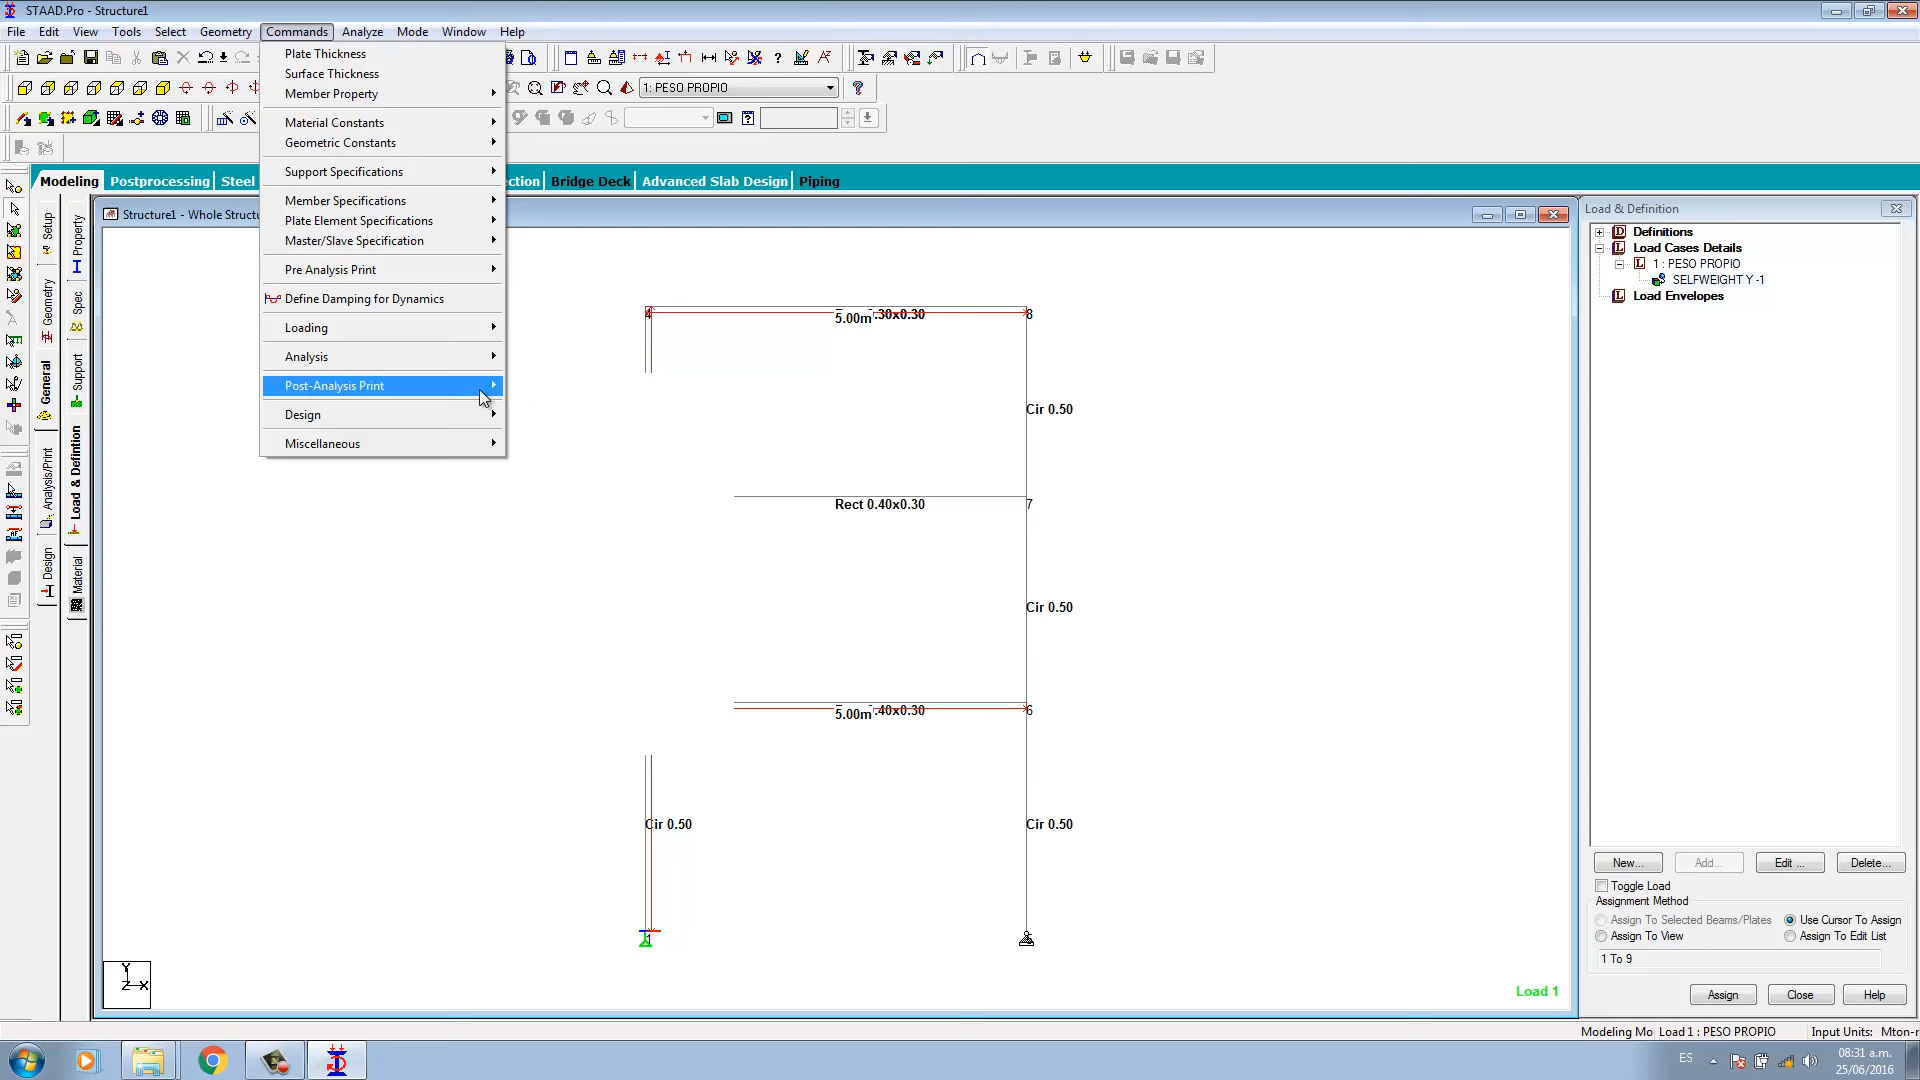 STAAD.Pro - Structure1
File Edit View Tools Select Geometry Commands Analyze Mode Window Help
1: PESO PROPIO
Modeling Postprocessing Steel ction Bridge Deck Advanced Slab Design Piping
Plate Thickness
Surface Thickness
Member Property
Material Constants
Geometric Constants
Support Specifications
Member Specifications
Plate Element Specifications
Master/Slave Specification
Pre Analysis Print
Define Damping for Dynamics
Loading
Analysis
Post-Analysis Print
Design
Miscellaneous
Setup
Geometry
General
Analysis/Print
Design
Property
Spec
Support
Load & Definition
Material
Structure1 - Whole Structu
4
5.00m
.30x0.30
8
Cir 0.50
Rect 0.40x0.30
7
Cir 0.50
5.00m
.40x0.30
6
Cir 0.50
Cir 0.50
1
Y
Z X
Load 1
Load & Definition
Definitions
Load Cases Details
1 : PESO PROPIO
SELFWEIGHT Y -1
Load Envelopes
New... Add... Edit ... Delete...
Toggle Load
Assignment Method
Assign To Selected Beams/Plates Use Cursor To Assign
Assign To View Assign To Edit List
1 To 9
Assign Close Help
Modeling Mo Load 1 : PESO PROPIO Input Units: Mton-r
ES
08:31 a.m.
25/06/2016